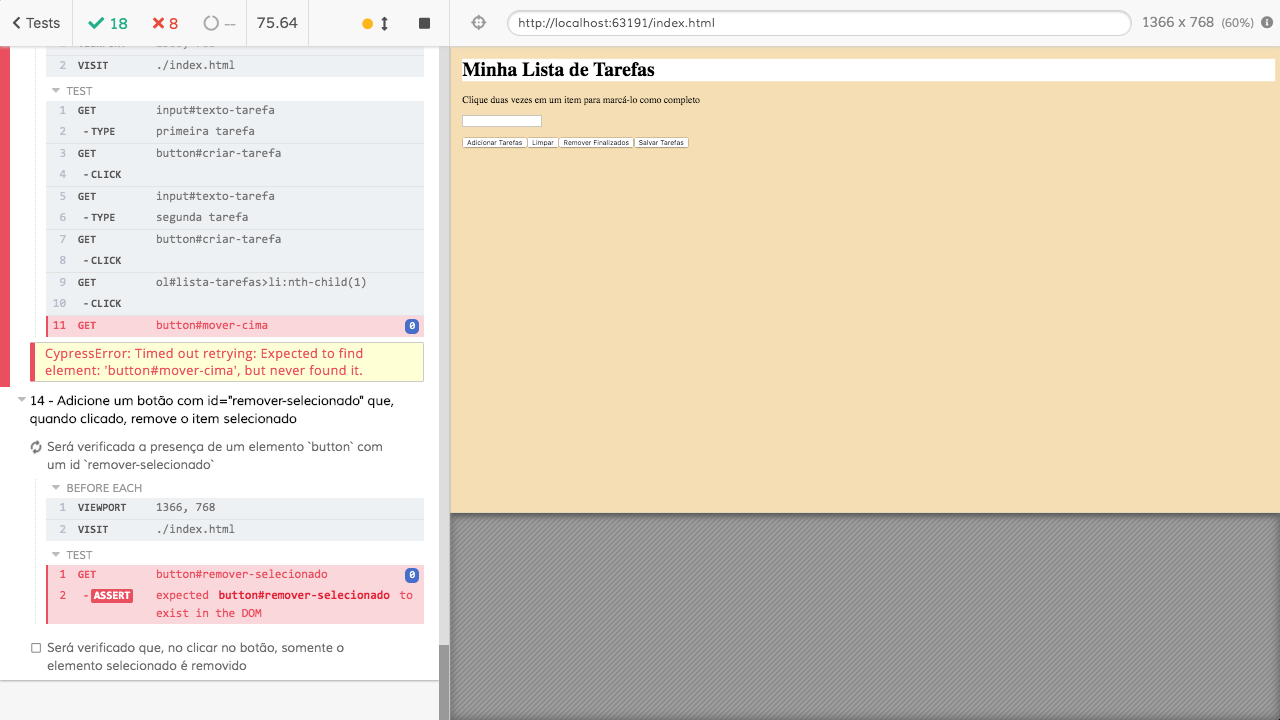 Tests 18 8 -- 75.64 http://localhost:63191/index.html 1366 x 768 (60%)
2 VISIT ./index.html
TEST
1 GET input#texto-tarefa
2 -TYPE primeira tarefa
3 GET button#criar-tarefa
4 -CLICK
5 GET input#texto-tarefa
6 -TYPE segunda tarefa
7 GET button#criar-tarefa
8 -CLICK
9 GET ol#lista-tarefas>li:nth-child(1)
10 -CLICK
11 GET button#mover-cima 0
CypressError: Timed out retrying: Expected to find
element: 'button#mover-cima', but never found it.
14 - Adicione um botão com id="remover-selecionado" que,
quando clicado, remove o item selecionado
Será verificada a presença de um elemento `button` com
um id `remover-selecionado`
BEFORE EACH
1 VIEWPORT 1366, 768
2 VISIT ./index.html
TEST
1 GET button#remover-selecionado 0
2 -ASSERT expected button#remover-selecionado to
exist in the DOM
Será verificado que, no clicar no botão, somente o
elemento selecionado é removido
Minha Lista de Tarefas
Clique duas vezes em um item para marcá-lo como completo
Adicionar Tarefas Limpar Remover Finalizados Salvar Tarefas